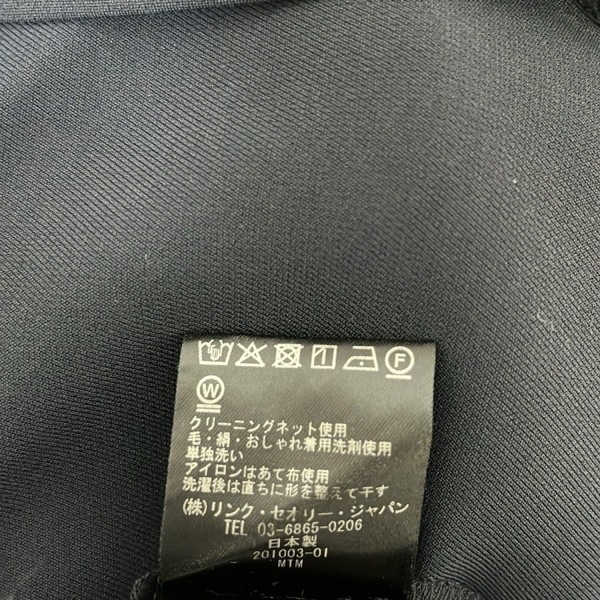 F
W
クリーニングネット使用
毛・絹・おしゃれ着用洗剤使用
単独洗い
アイロンはあて布使用
洗濯後は直ちに形を整えて干す
(株)リンク・セオリー・ジャパン
TEL 03-6865-0206
日本製
201003-01
MTM